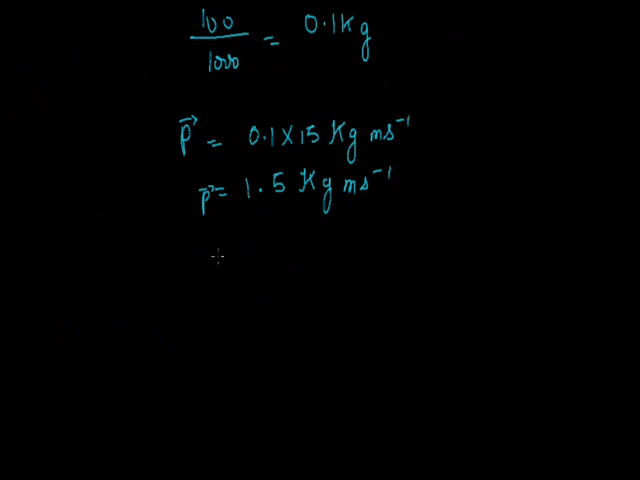 100/1000 = 0.1Kg
p⃗ = 0.1×15 Kg ms⁻¹
p⃗ = 1.5 Kg ms⁻¹